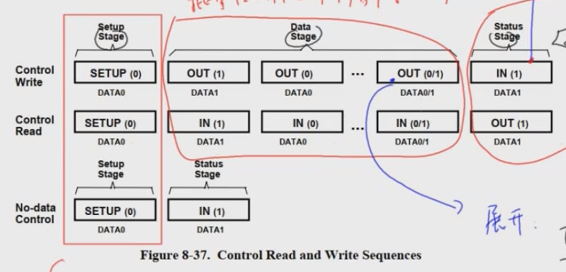 Setup Stage Data Stage Status Stage
Control Write SETUP (0) OUT (1) OUT (0) ... OUT (0/1) IN (1)
DATA0 DATA1 DATA0 DATA0/1 DATA1
Control Read SETUP (0) IN (1) IN (0) ... IN (0/1) OUT (1)
DATA0 DATA1 DATA0 DATA0/1 DATA1
Setup Stage Status Stage
No-data Control SETUP (0) IN (1)
DATA0 DATA1
展开.
Figure 8-37. Control Read and Write Sequences